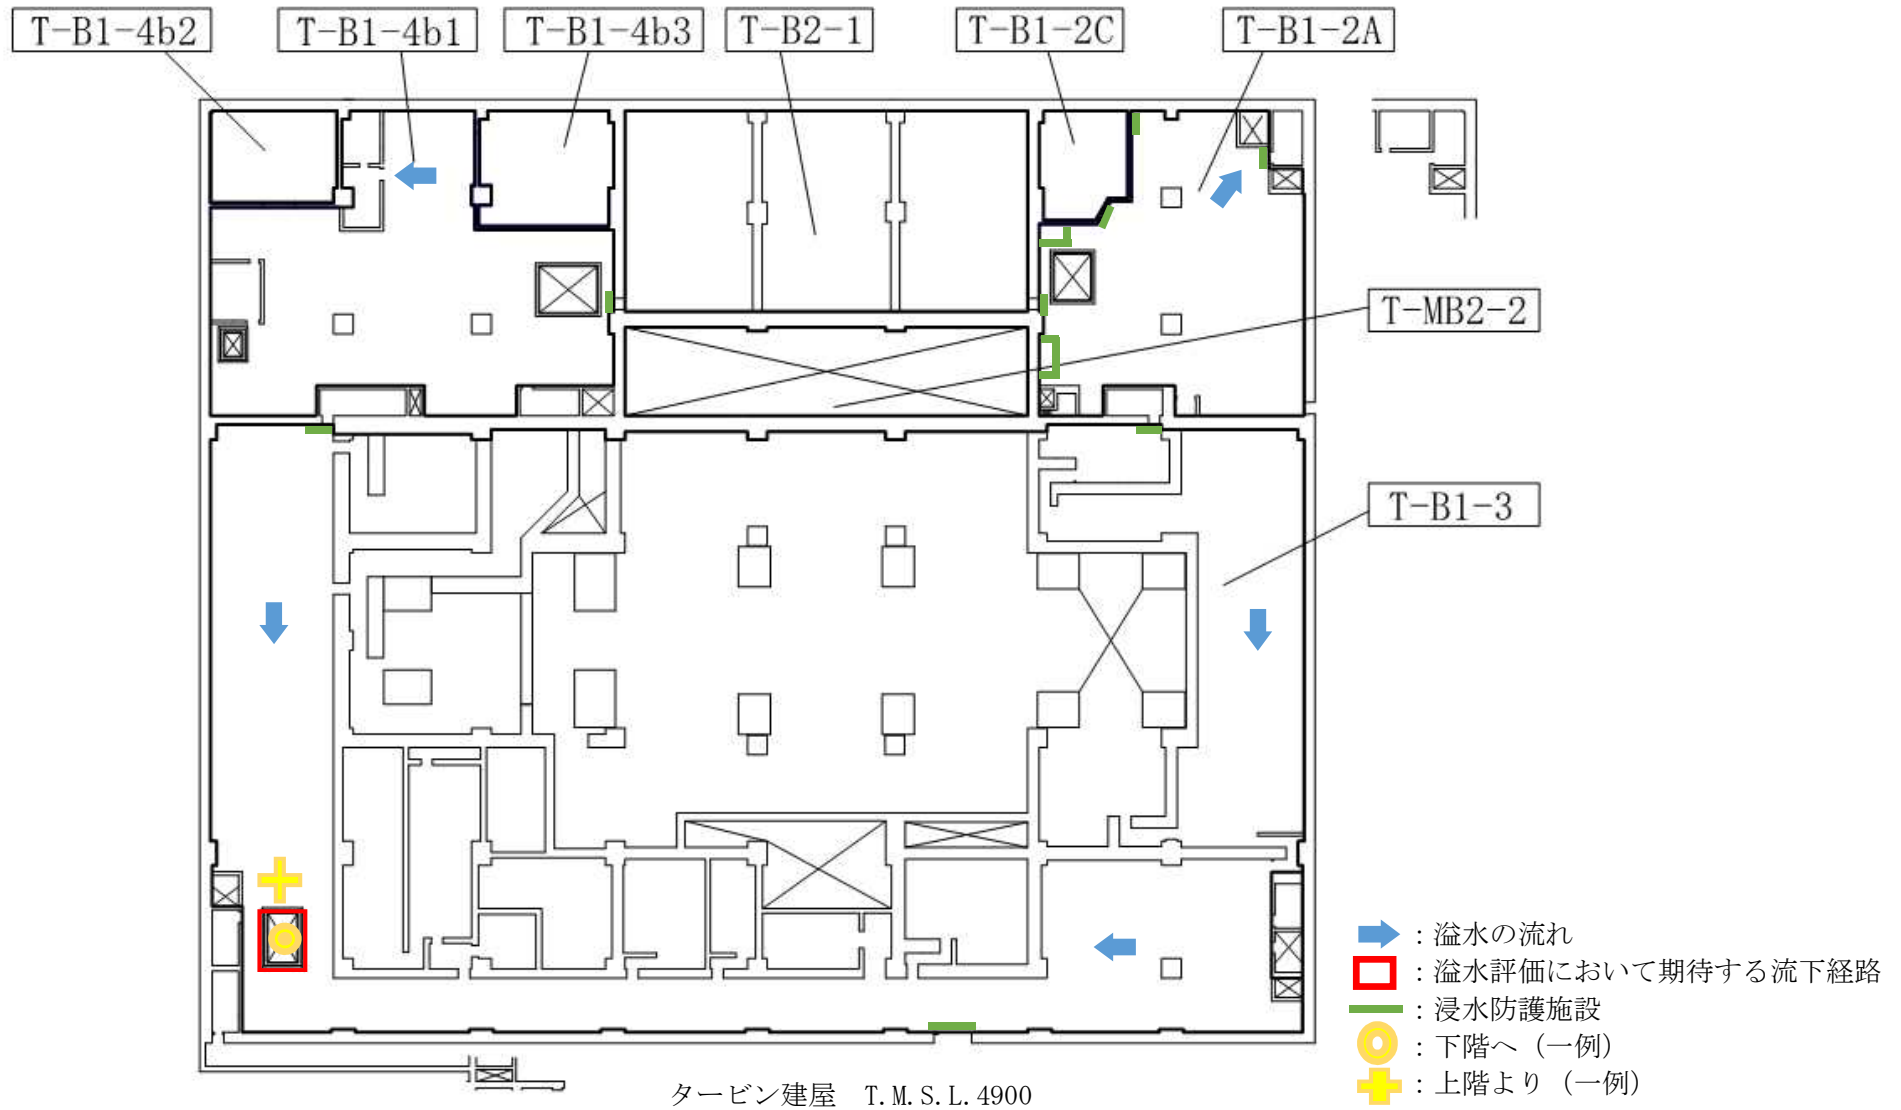 T-B1-4b2
T-B1-4b1
T-B1-4b3
T-B2-1
T-B1-2C
T-B1-2A
T-MB2-2
T-B1-3
：溢水の流れ
：溢水評価において期待する流下経路
：浸水防護施設
：下階へ（一例）
：上階より（一例）
タービン建屋　T.M.S.L.4900